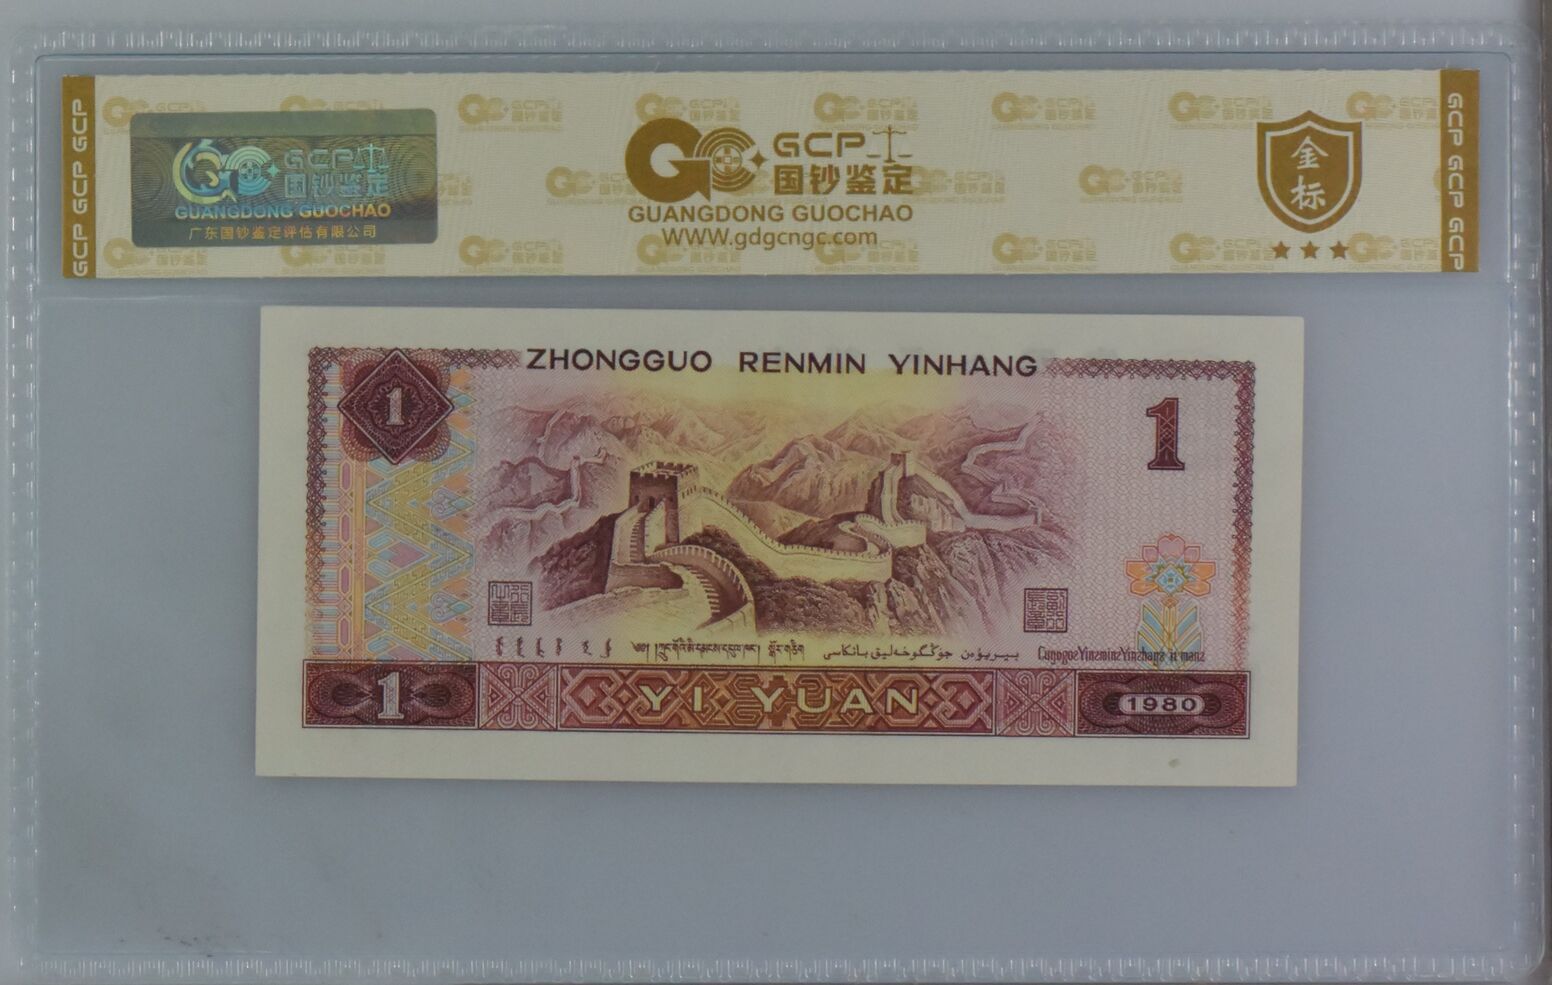 GCP GCP GCP
GCP
国钞鉴定
GUANGDONG GUOCHAO
广东国钞鉴定评估有限公司
GCP
国钞鉴定
GUANGDONG GUOCHAO
WWW.gdgcngc.com
金标
GCP GCP GCP
ZHONGGUO RENMIN YINHANG
1
1
1
YI YUAN
1980